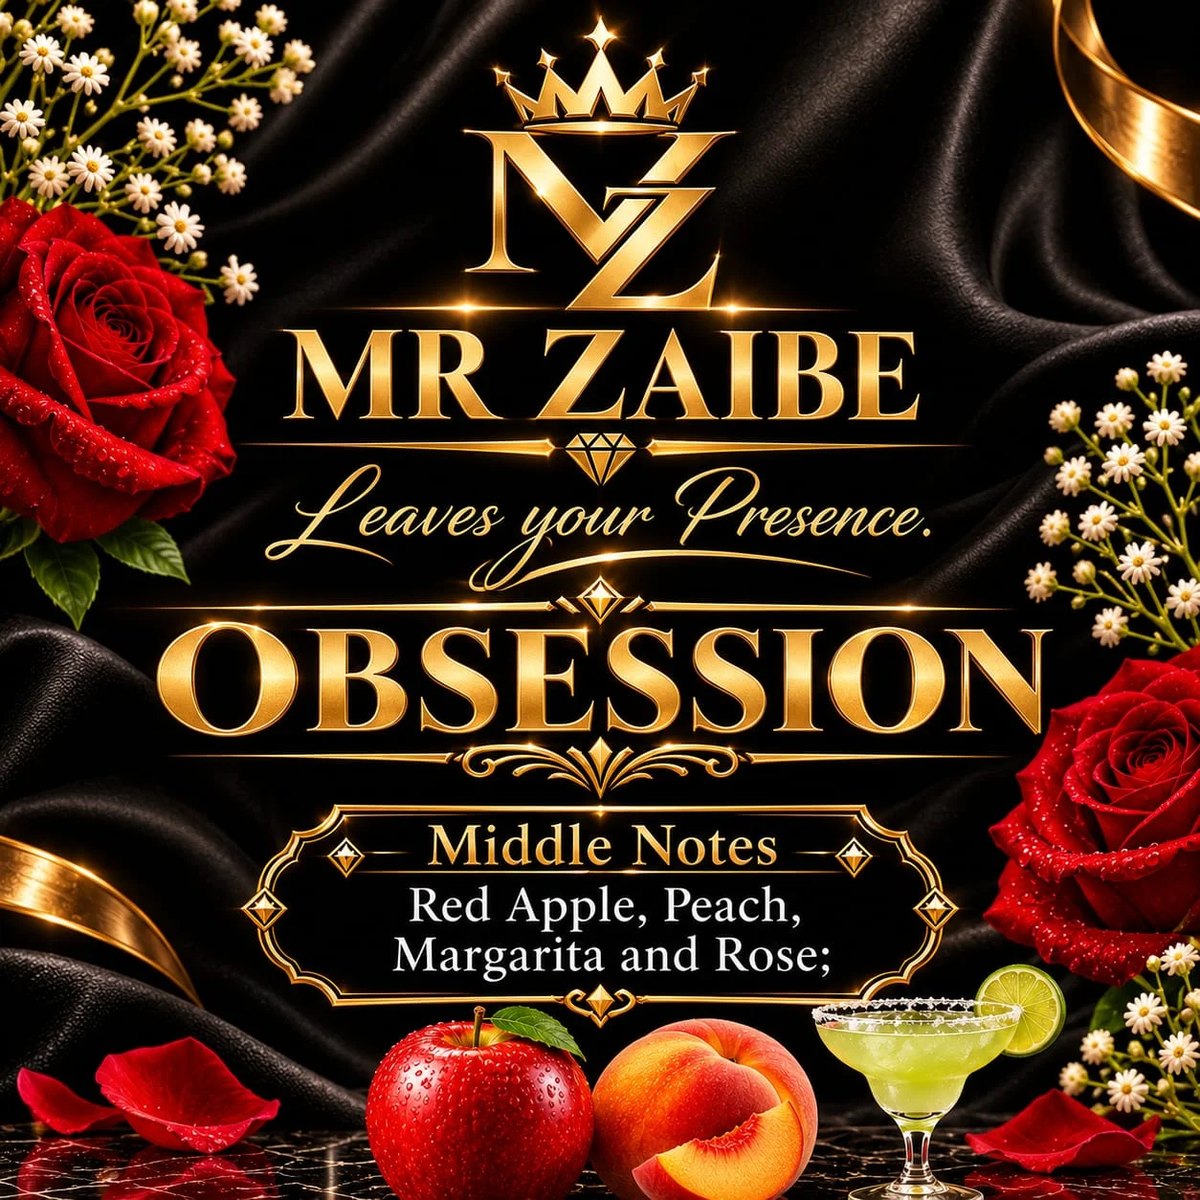 MZ
MR ZAIBE
Leaves your Presence.
OBSESSION
Middle Notes
Red Apple, Peach,
Margarita and Rose;